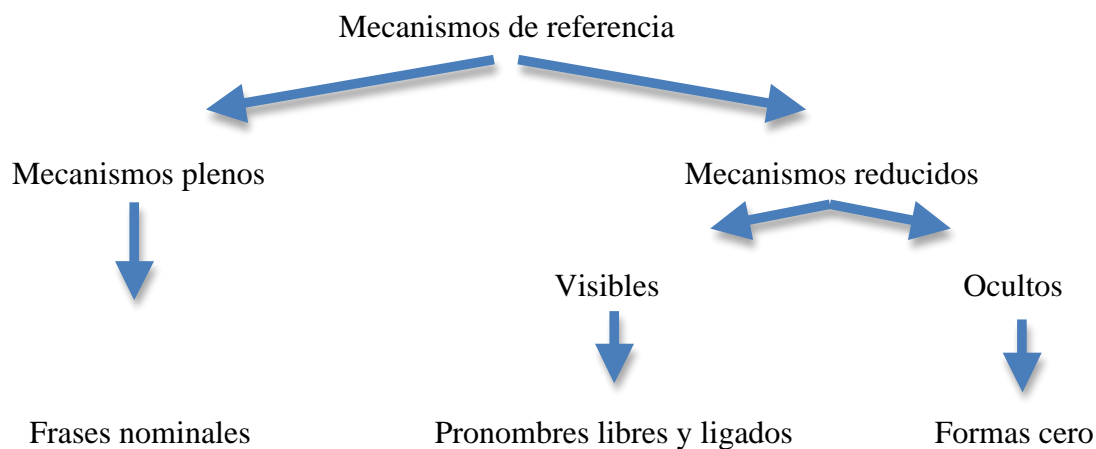 Mecanismos de referencia
Mecanismos plenos
Mecanismos reducidos
Visibles
Ocultos
Frases nominales
Pronombres libres y ligados
Formas cero